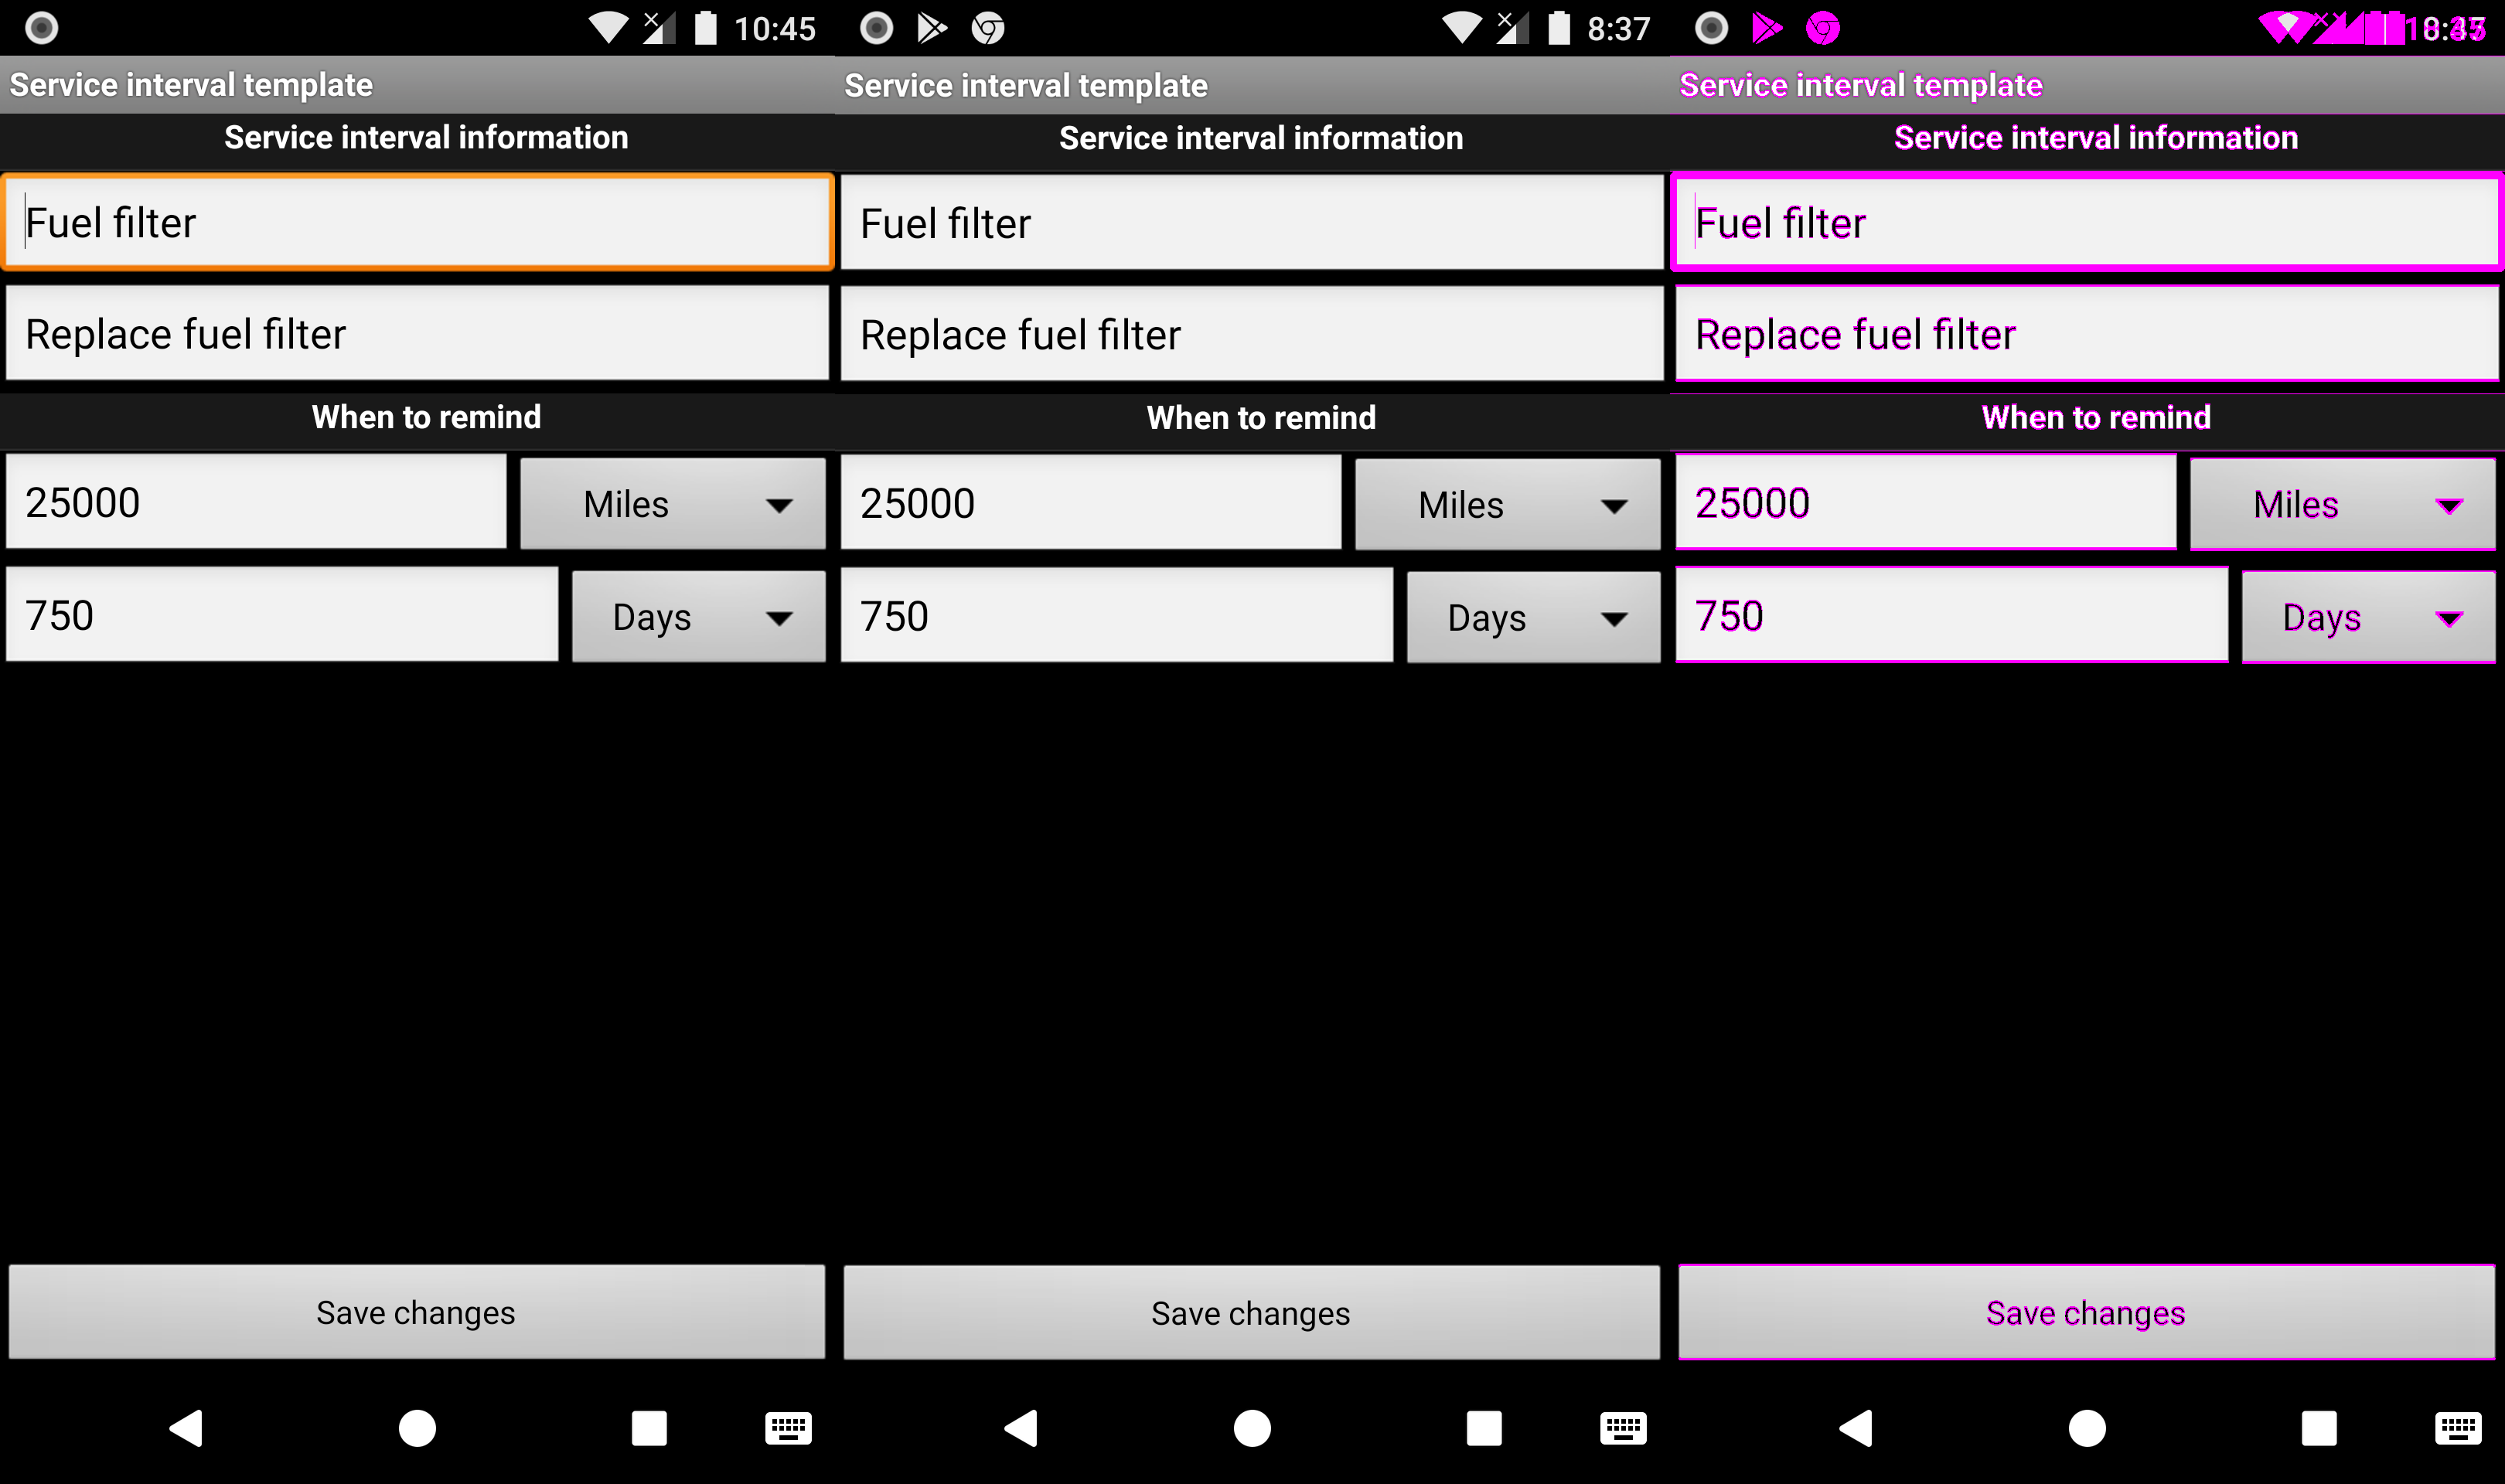 10:45
Service interval template
Service interval information
Fuel filter
Replace fuel filter
When to remind
25000 Miles
750 Days
Save changes
8:37
Service interval template
Service interval information
Fuel filter
Replace fuel filter
When to remind
25000 Miles
750 Days
Save changes
Service interval template
Service interval information
Fuel filter
Replace fuel filter
When to remind
25000 Miles
750 Days
Save changes